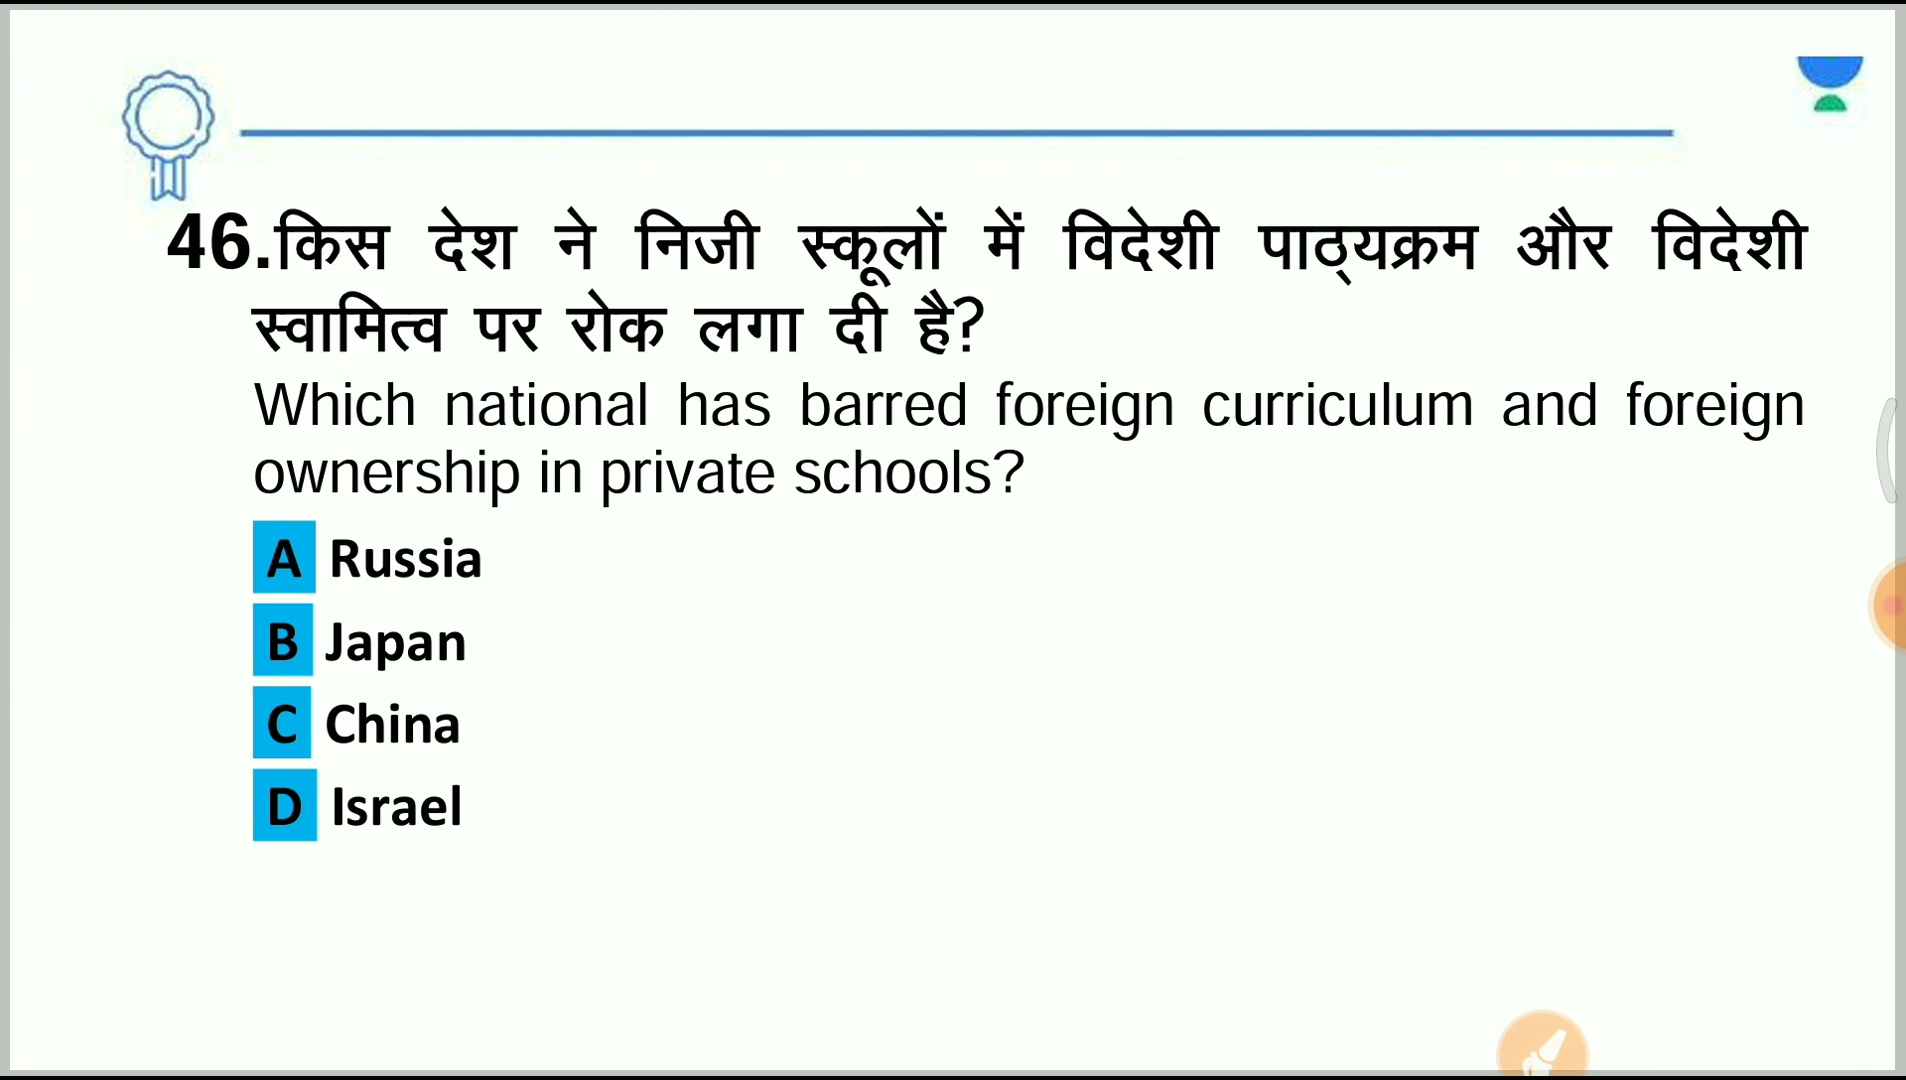 46.किस देश ने निजी स्कूलों में विदेशी पाठ्यक्रम और विदेशी
स्वामित्व पर रोक लगा दी है?
Which national has barred foreign curriculum and foreign
ownership in private schools?
A Russia
B Japan
C China
D Israel